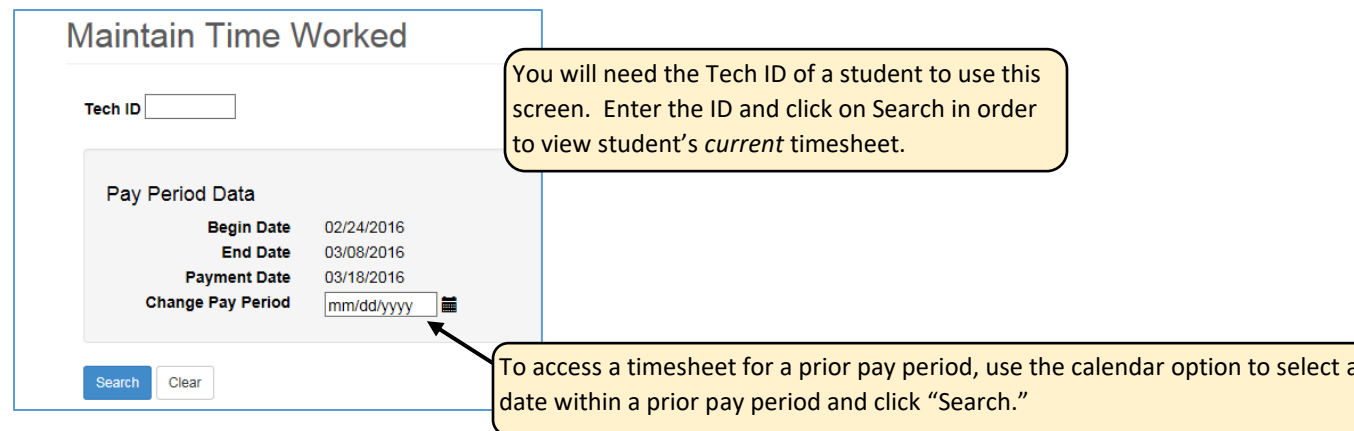 Maintain Time Worked
You will need the Tech ID of a student to use this
screen. Enter the ID and click on Search in order
to view student’s current timesheet.
Tech ID
Pay Period Data
Begin Date 02/24/2016
End Date 03/08/2016
Payment Date 03/18/2016
Change Pay Period mm/dd/yyyy
To access a timesheet for a prior pay period, use the calendar option to select a
date within a prior pay period and click “Search.”
Search Clear